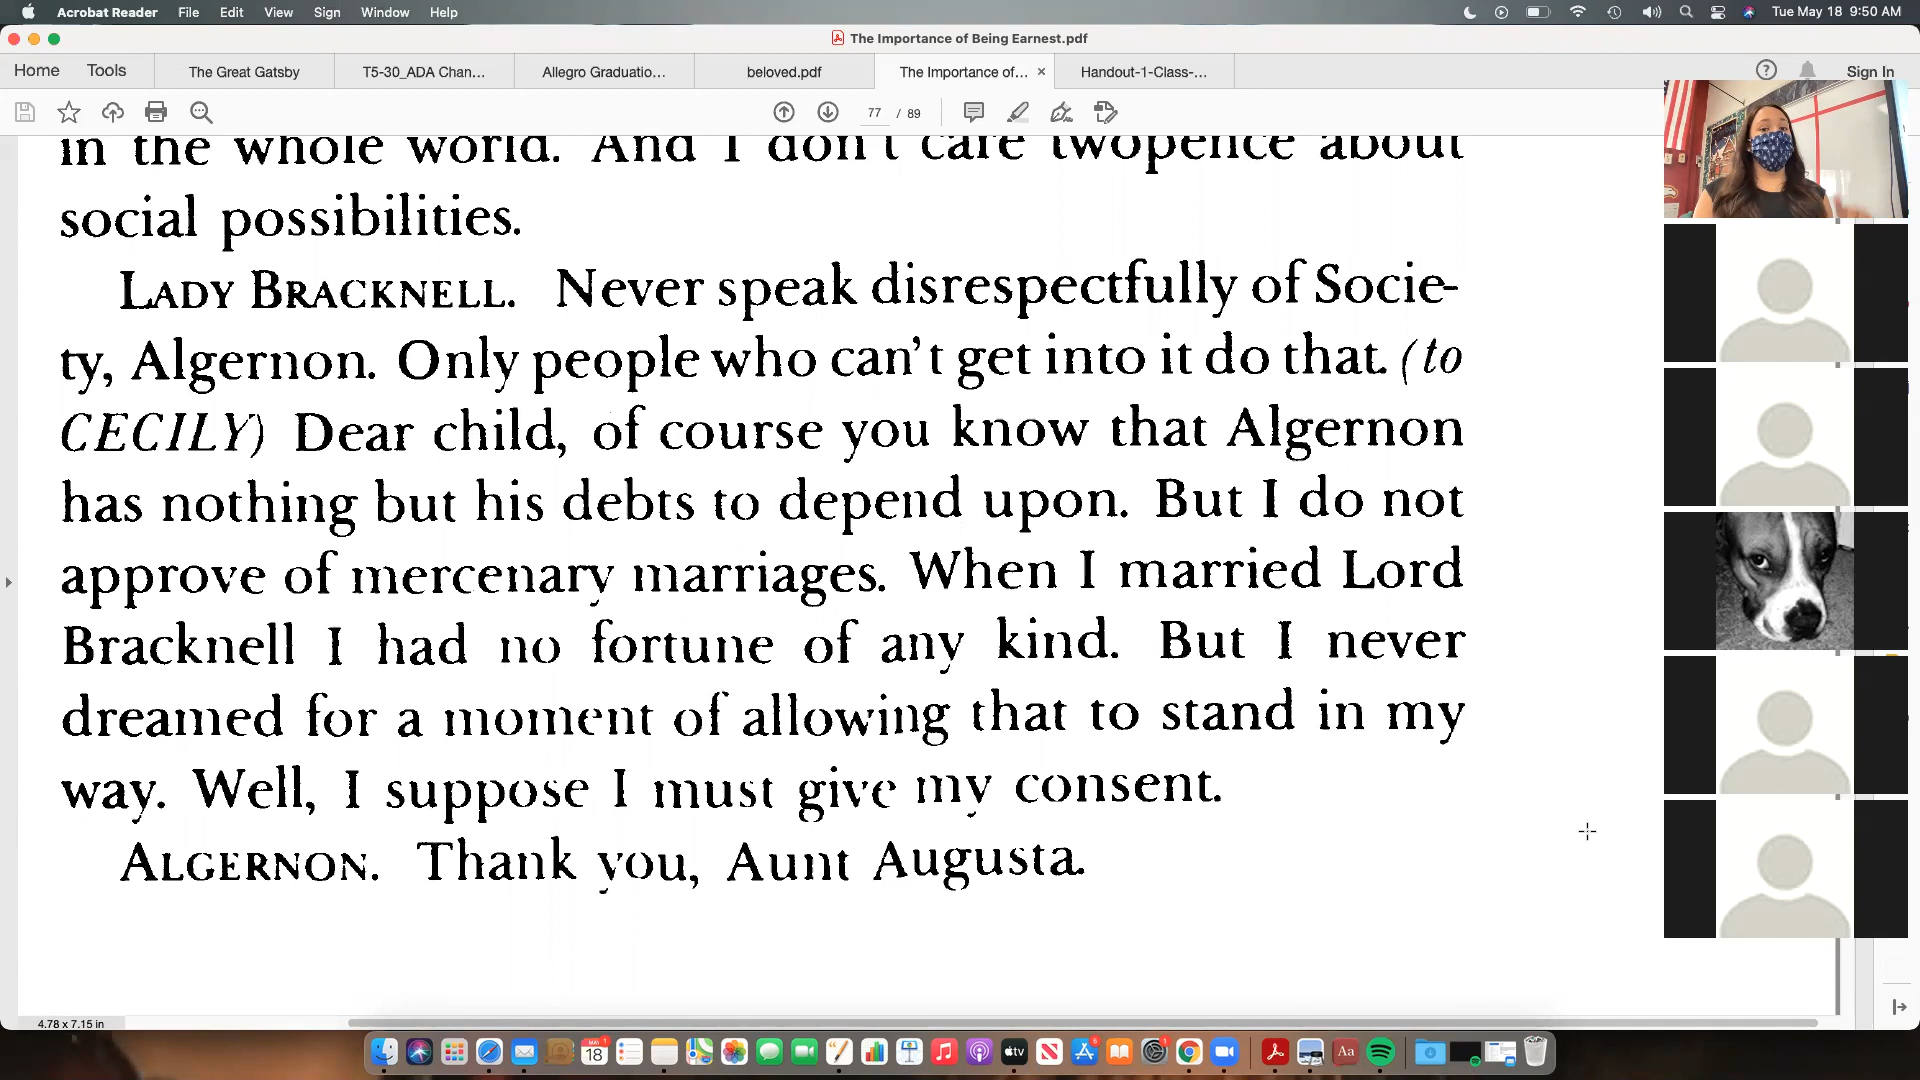 Acrobat Reader File Edit View Sign Window Help Tue May 18 9:50 AM
The Importance of Being Earnest.pdf
Home Tools The Great Gatsby T5-30_ADA Chan... Allegro Graduatio... beloved.pdf The Importance of... × Handout-1-Class-... Sign In
77 / 89
in the whole world. And I don't care twopence about
social possibilities.
LADY BRACKNELL. Never speak disrespectfully of Socie-
ty, Algernon. Only people who can't get into it do that. (to
CECILY) Dear child, of course you know that Algernon
has nothing but his debts to depend upon. But I do not
approve of mercenary marriages. When I married Lord
Bracknell I had no fortune of any kind. But I never
dreamed for a moment of allowing that to stand in my
way. Well, I suppose I must give my consent.
ALGERNON. Thank you, Aunt Augusta.
4.78 x 7.15 in
MAY
18
tv
Aa